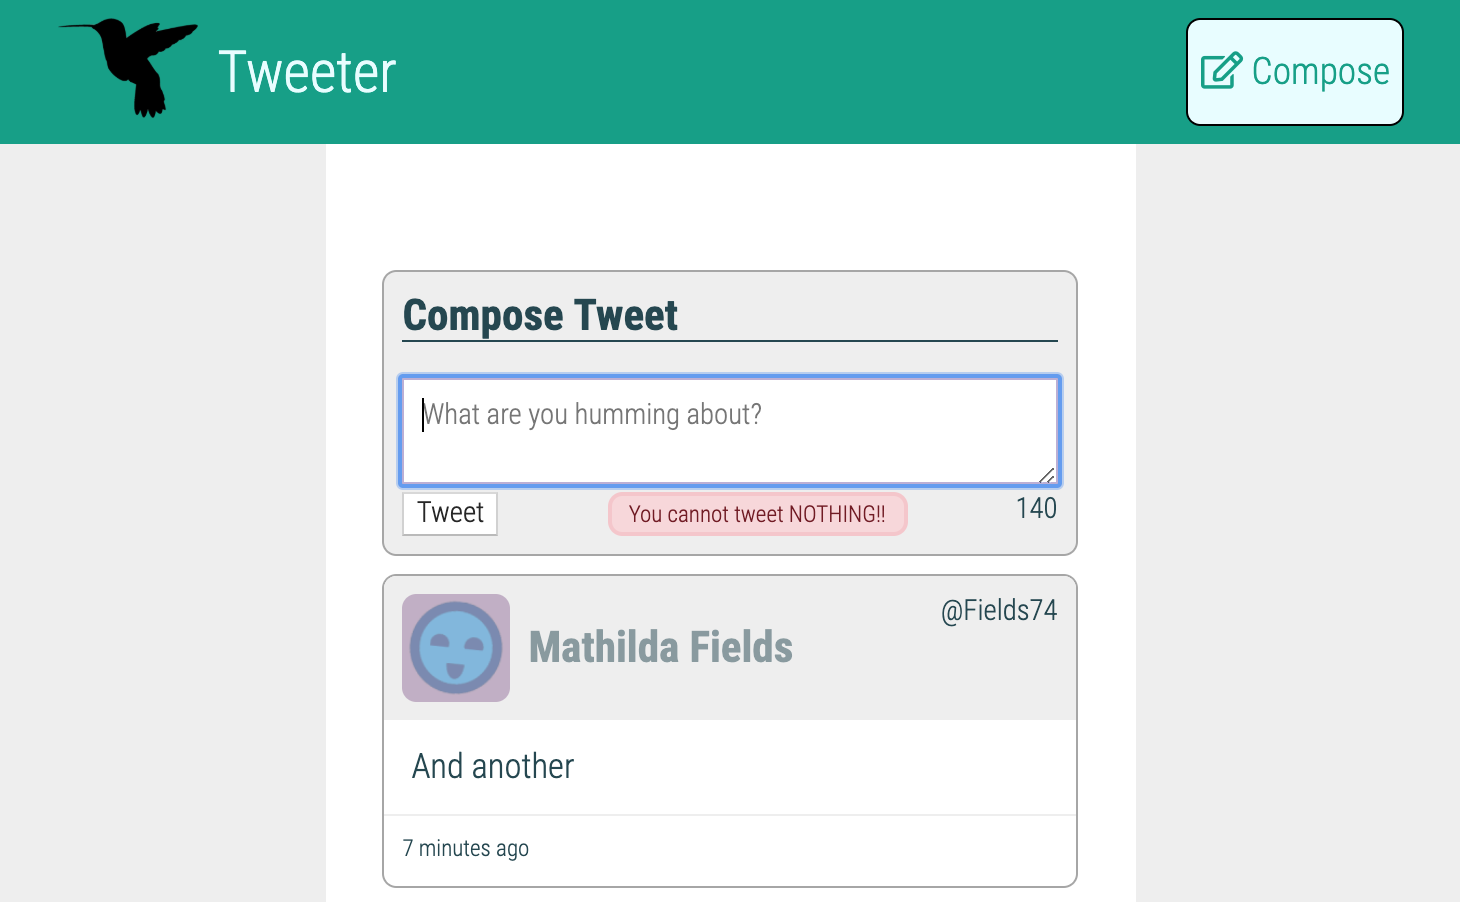 Tweeter
Compose
Compose Tweet
What are you humming about?
Tweet
You cannot tweet NOTHING!!
140
Mathilda Fields
@Fields74
And another
7 minutes ago